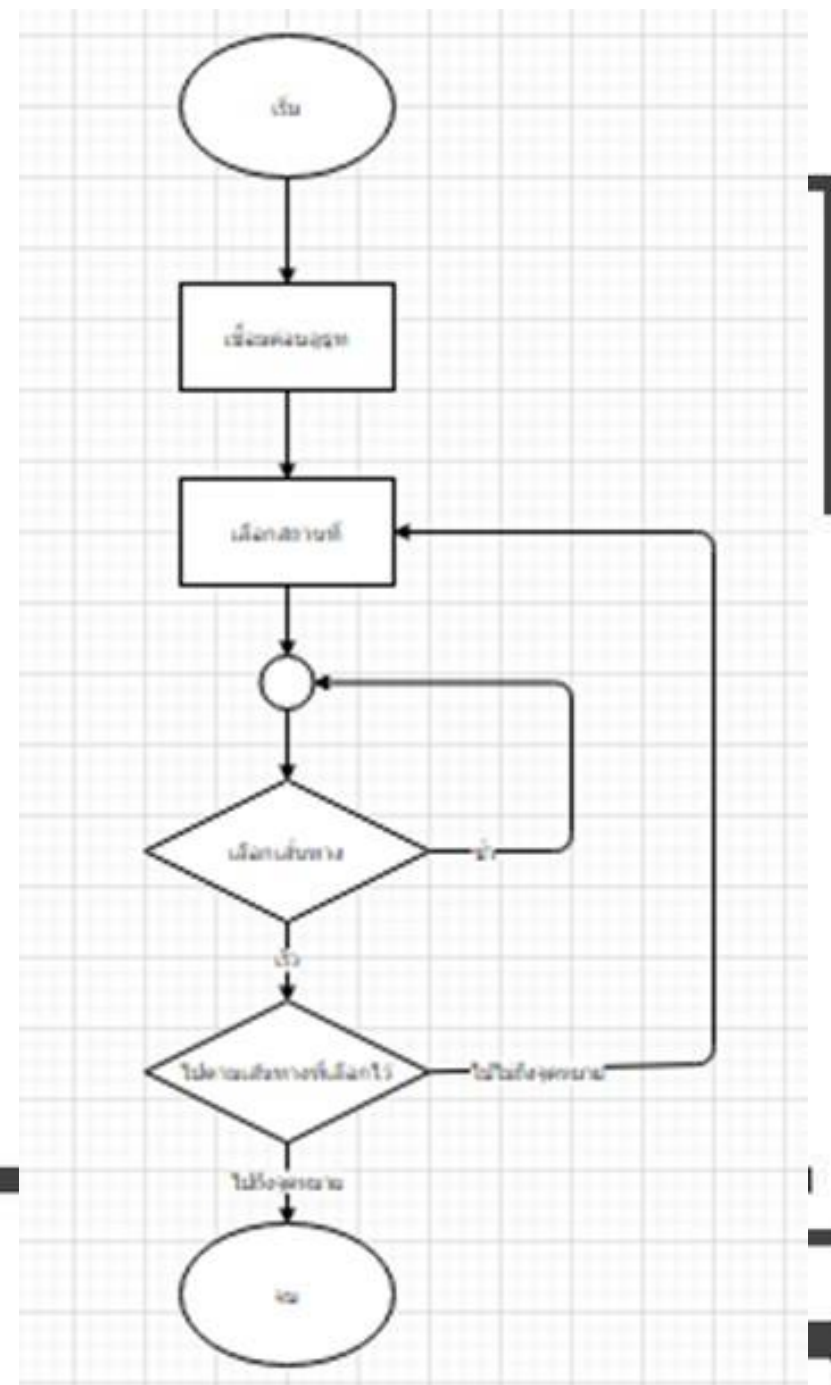 เริ่ม
เลือกสถานที่
เลือกเส้นทาง
ช้า
เร็ว
ไปตามเส้นทางที่เลือกไว้
ไปไม่ถึงจุดหมาย
ไปถึงจุดหมาย
จบ